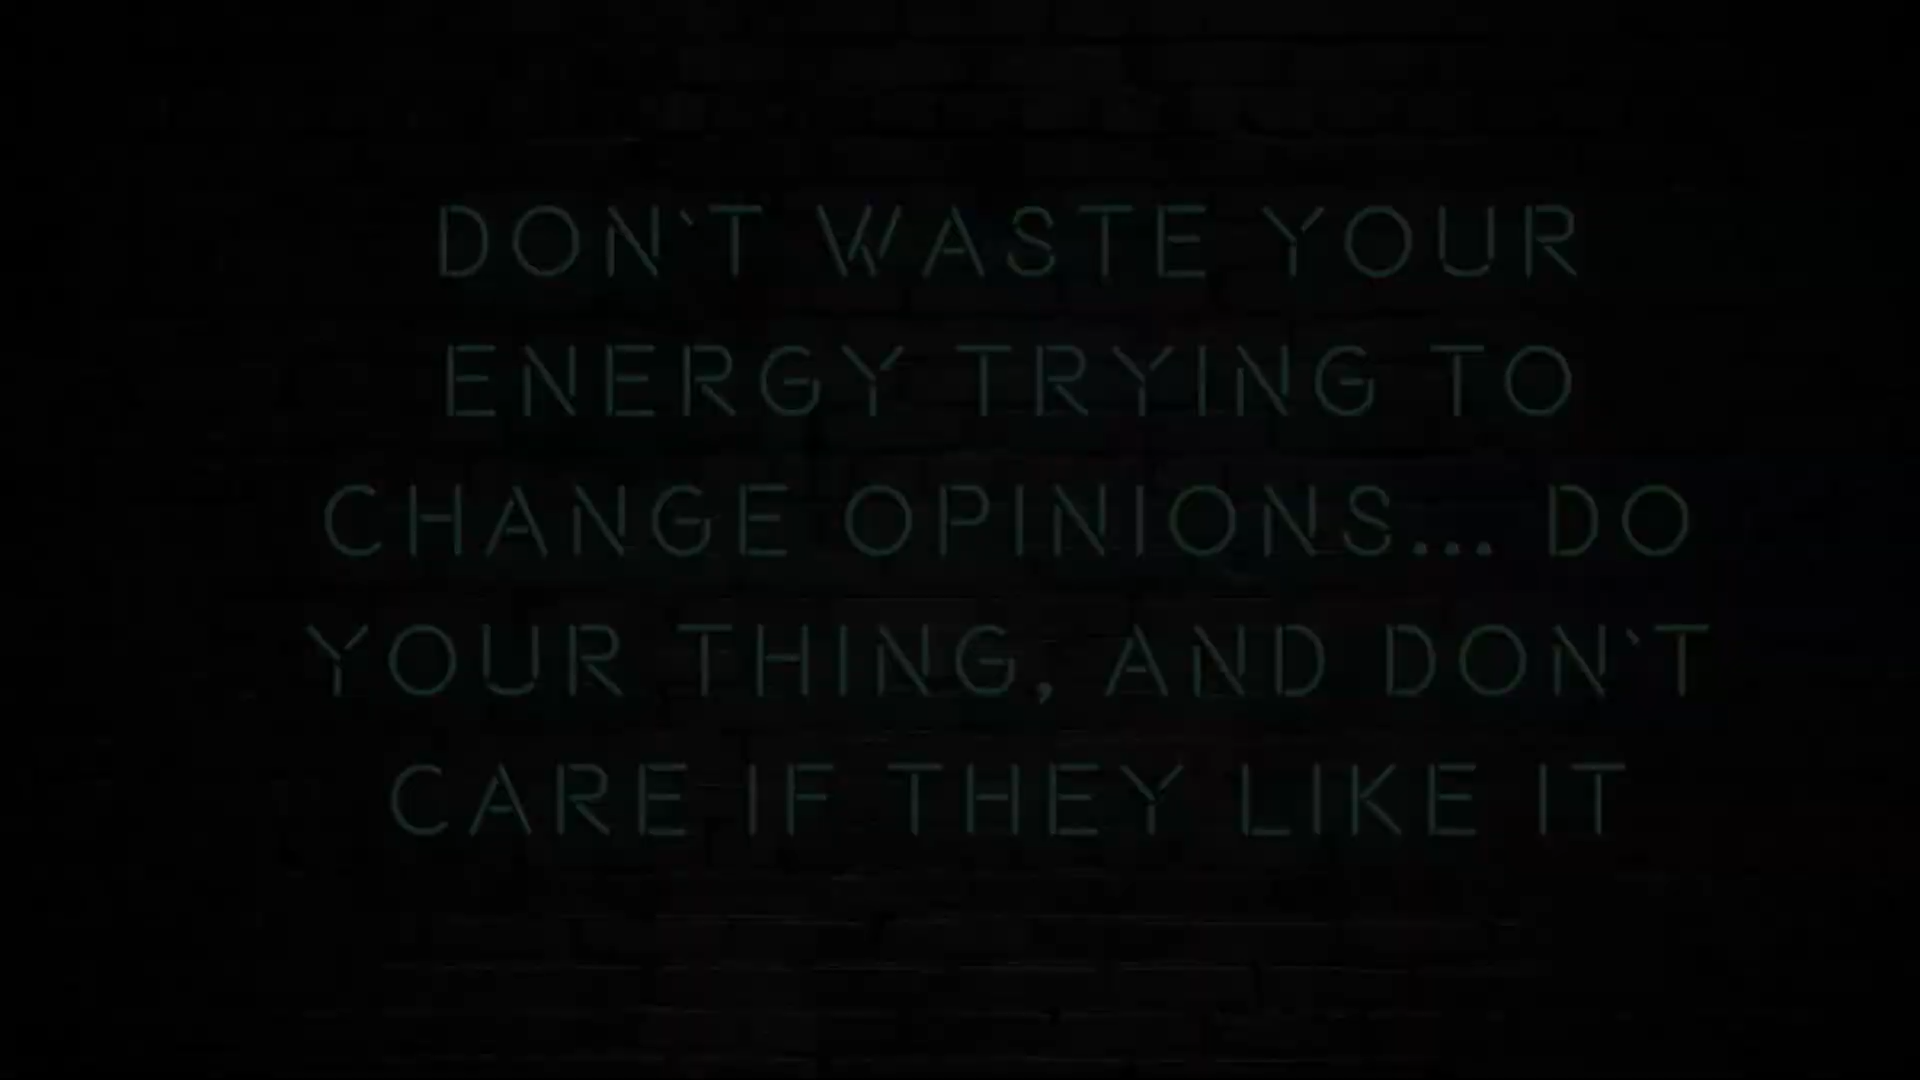 DON'T WASTE YOUR
ENERGY TRYING TO
CHANGE OPINIONS... DO
YOUR THING, AND DON'T
CARE IF THEY LIKE IT